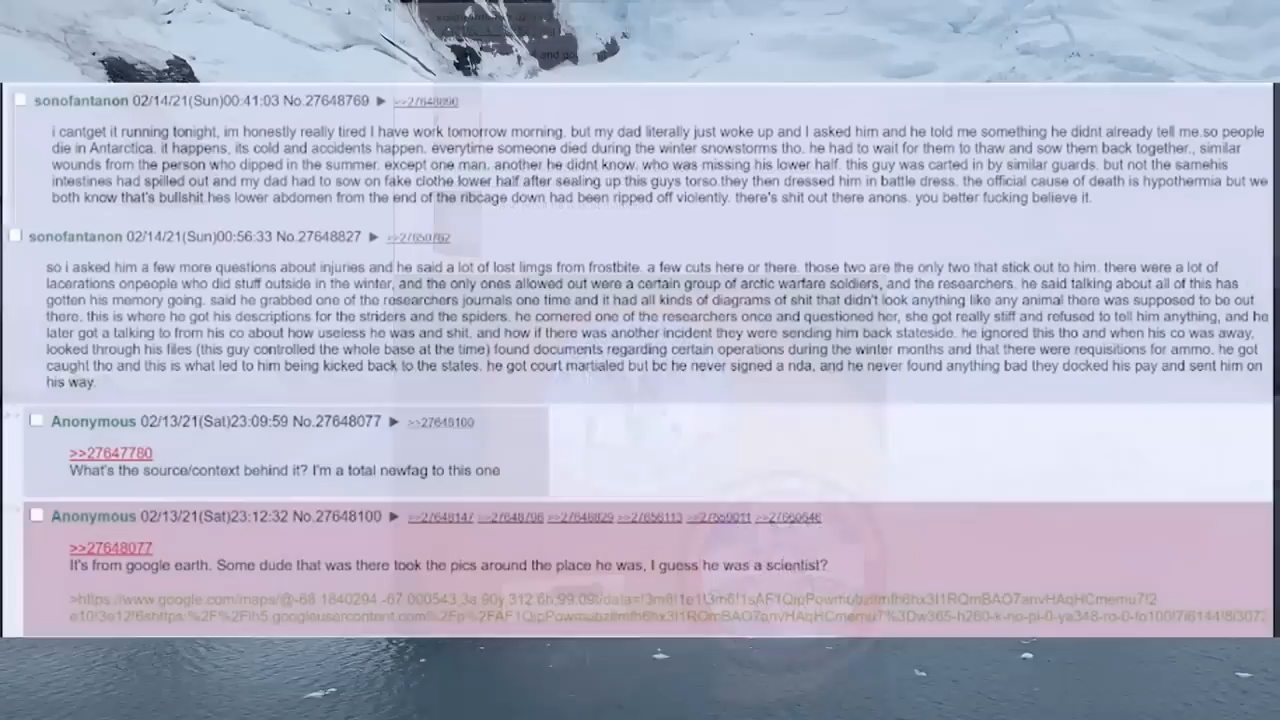 sonofantanon 02/14/21(Sun)00:41:03 No.27648769 ▶
i cantget it running tonight, im honestly really tired I have work tomorrow morning. but my dad literally just woke up and I asked him and he told me something he didnt already tell me.so people
die in Antarctica. it happens, its cold and accidents happen. everytime someone died during the winter snowstorms tho. he had to wait for them to thaw and sow them back together., similar
wounds from the person who dipped in the summer. except one man. another he didnt know. who was missing his lower half. this guy was carted in by similar guards. but not the samehis
intestines had spilled out and my dad had to sow on fake clothe lower half after sealing up this guys torso.they then dressed him in battle dress. the official cause of death is hypothermia but we
both know that's bullshit.hes lower abdomen from the end of the ribcage down had been ripped off violently. there's shit out there anons. you better fucking believe it.
sonofantanon 02/14/21(Sun)00:56:33 No.27648827 ▶ >>27650762
so i asked him a few more questions about injuries and he said a lot of lost limgs from frostbite. a few cuts here or there. those two are the only two that stick out to him. there were a lot of
lacerations onpeople who did stuff outside in the winter, and the only ones allowed out were a certain group of arctic warfare soldiers, and the researchers. he said talking about all of this has
gotten his memory going. said he grabbed one of the researchers journals one time and it had all kinds of diagrams of shit that didn't look anything like any animal there was supposed to be out
there. this is where he got his descriptions for the striders and the spiders. he cornered one of the researchers once and questioned her, she got really stiff and refused to tell him anything, and he
later got a talking to from his co about how useless he was and shit. and how if there was another incident they were sending him back stateside. he ignored this tho and when his co was away,
looked through his files (this guy controlled the whole base at the time) found documents regarding certain operations during the winter months and that there were requisitions for ammo. he got
caught tho and this is what led to him being kicked back to the states. he got court martialed but bc he never signed a nda, and he never found anything bad they docked his pay and sent him on
his way.
Anonymous 02/13/21(Sat)23:09:59 No.27648077 ▶ >>27648100
>>27647780
What's the source/context behind it? I'm a total newfag to this one
Anonymous 02/13/21(Sat)23:12:32 No.27648100 ▶ >>27648147
>>27648077
It's from google earth. Some dude that was there took the pics around the place he was, I guess he was a scientist?